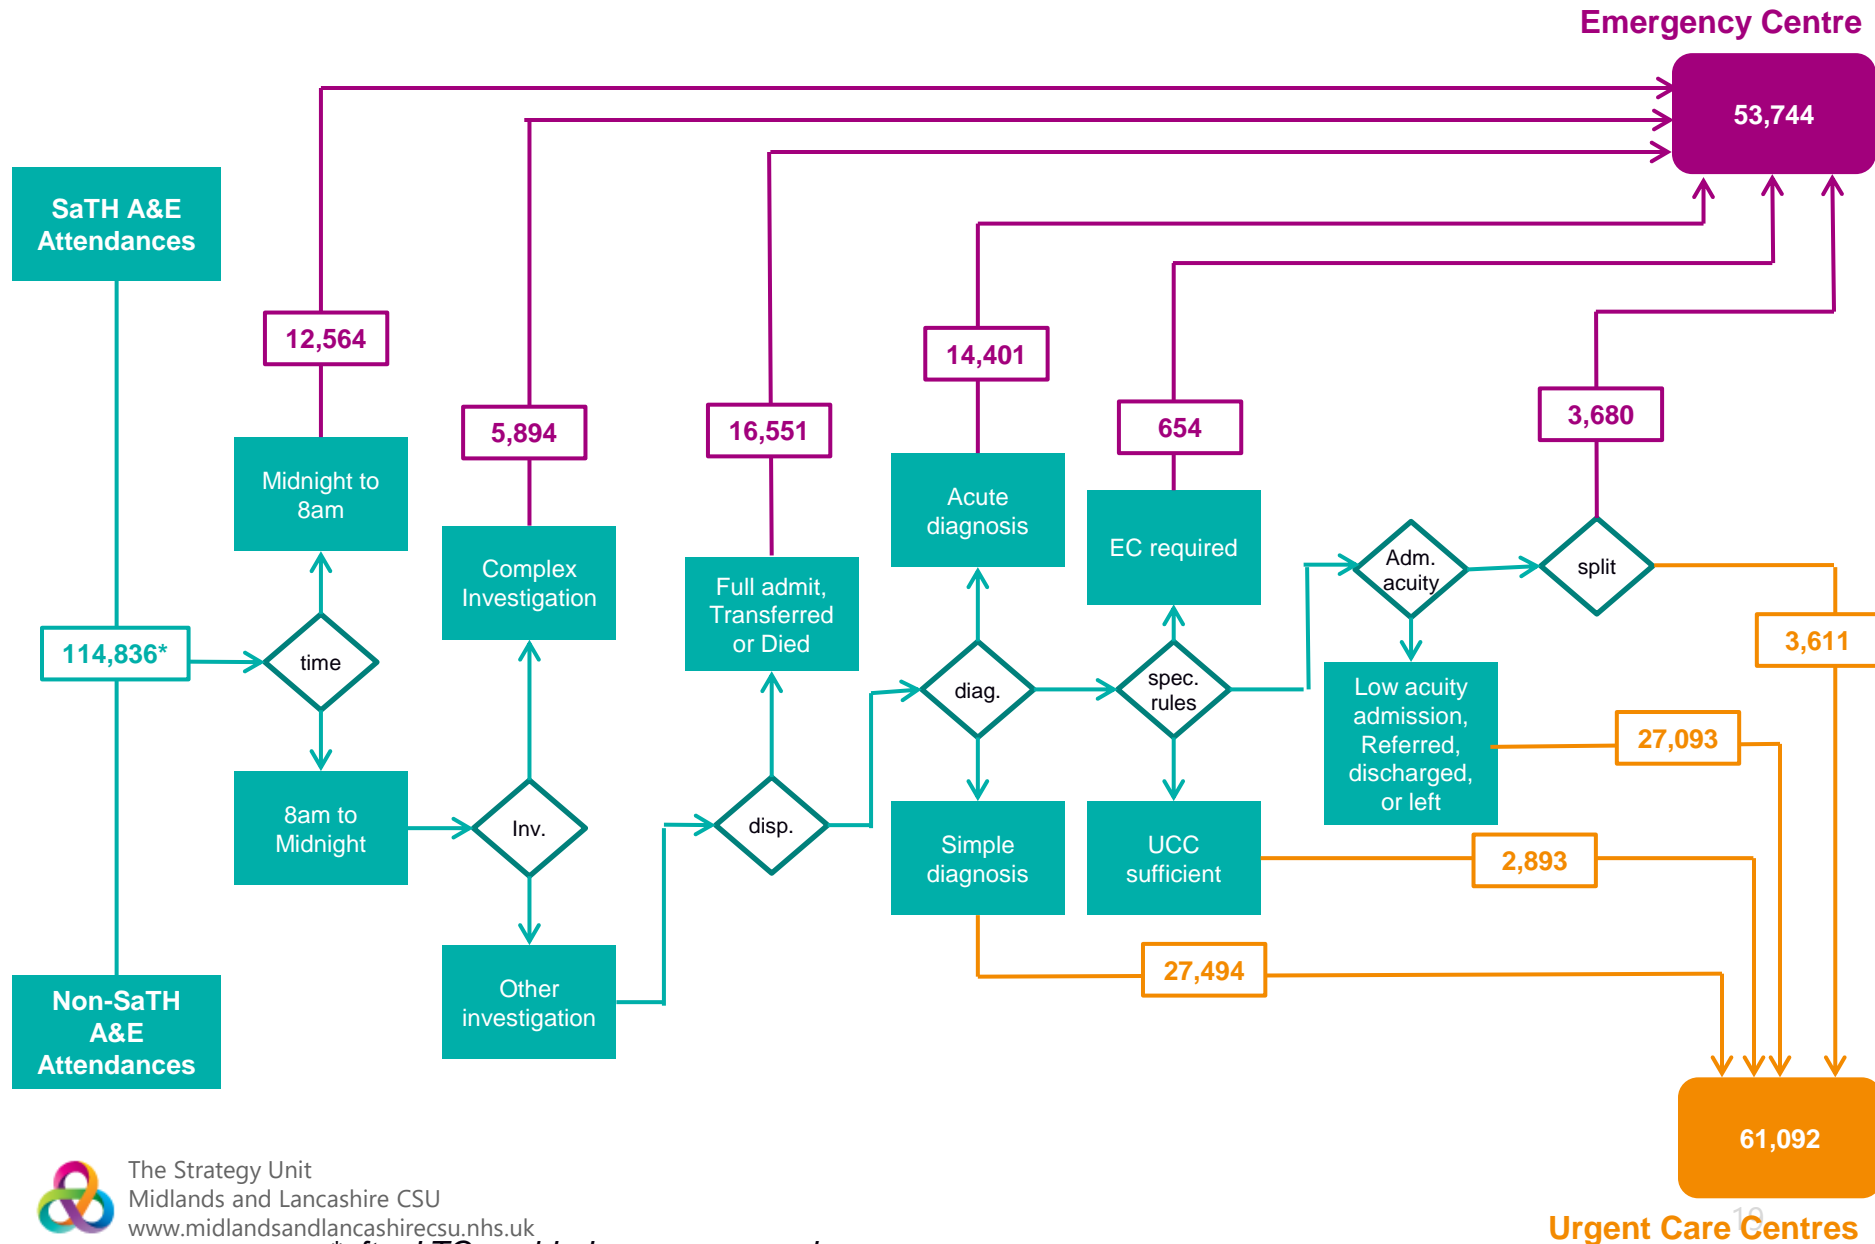 Emergency Centre
53,744
SaTH A&E
Attendances
12,564
14,401
5,894
16,551
654
3,680
Midnight to
8am
Acute
diagnosis
EC required
Complex
Investigation
Full admit,
Transferred
or Died
Adm.
acuity
split
114,836*
time
diag.
spec.
rules
3,611
Low acuity
admission,
Referred,
discharged,
or left
27,093
8am to
Midnight
Inv.
disp.
Simple
diagnosis
UCC
sufficient
2,893
27,494
Other
investigation
Non-SaTH
A&E
Attendances
61,092
The Strategy Unit
Midlands and Lancashire CSU
www.midlandsandlancashirecsu.nhs.uk
Urgent Care Centres
19